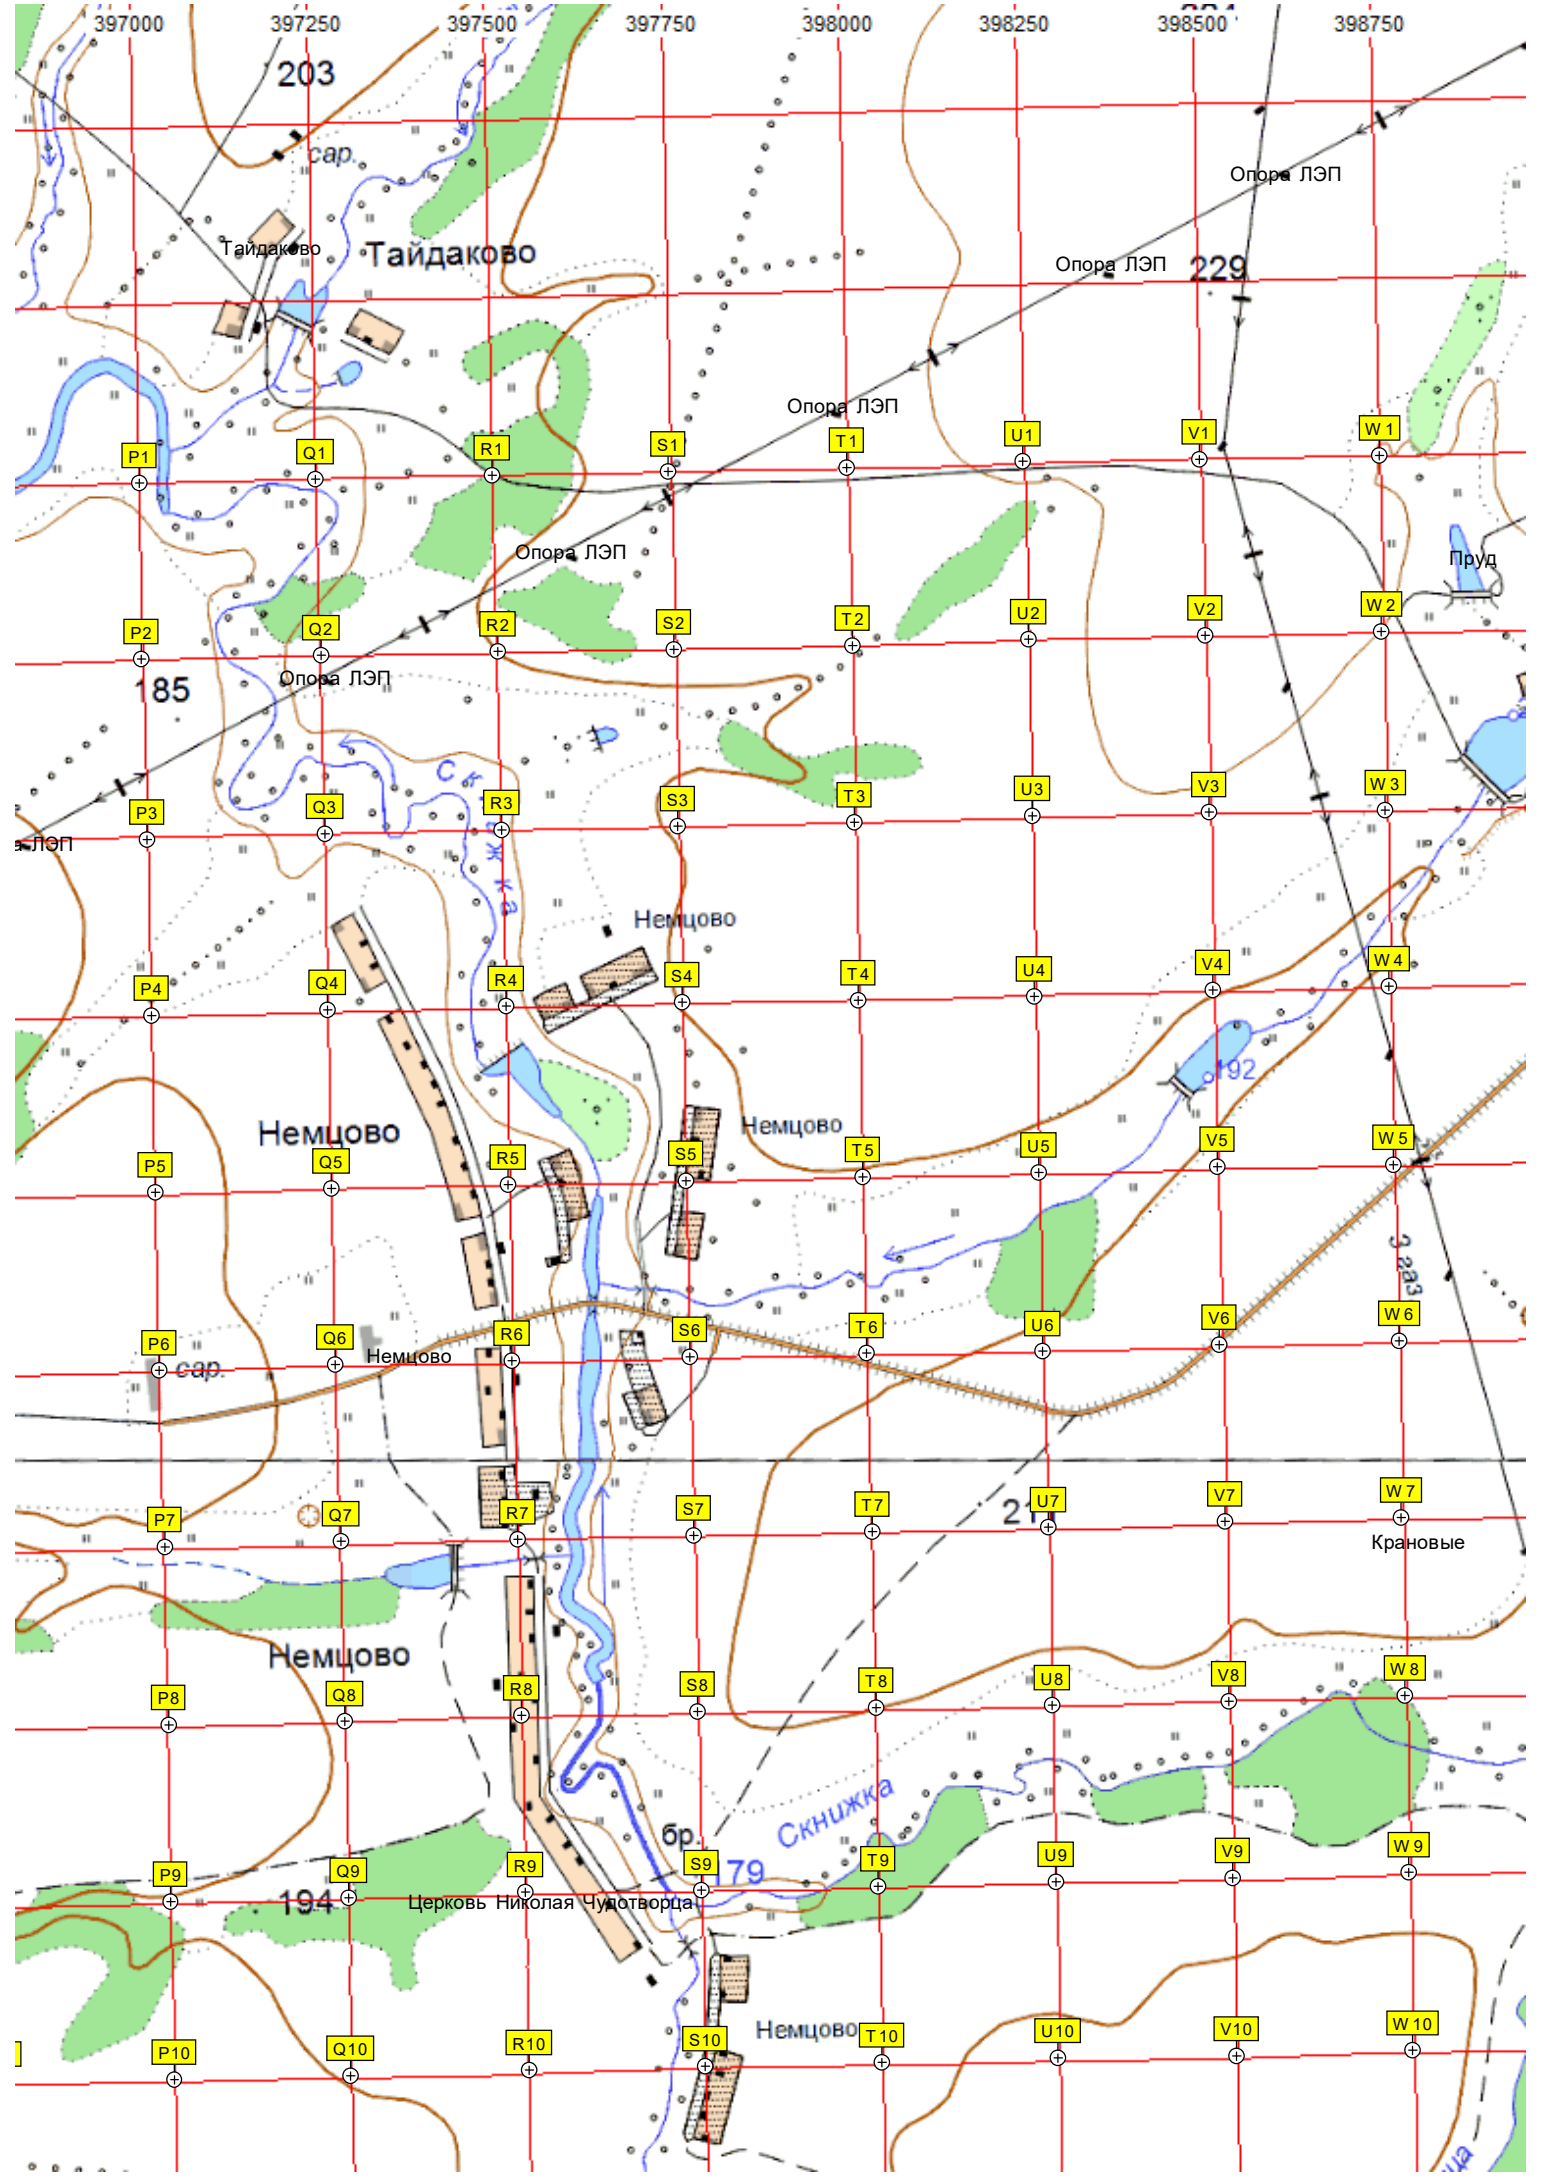 397000 397250 397500 397750 398000 398250 398500 398750
203
сар.
Опора ЛЭП
Тайдаково
Тайдаково
Опора ЛЭП
229
Опора ЛЭП
P1 Q1 R1 S1 T1 U1 V1 W1
Опора ЛЭП
Пруд
P2 Q2 R2 S2 T2 U2 V2 W2
185
Опора ЛЭП
P3 Q3 R3 S3 T3 U3 V3 W3
ЛЭП
Немцово
P4 Q4 R4 S4 T4 U4 V4 W4
192
Немцово
Немцово
P5 Q5 R5 S5 T5 U5 V5 W5
3 газ
P6 Q6 R6 S6 T6 U6 V6 W6
сар.
Немцово
P7 Q7 R7 S7 T7 U7 V7 W7
Крановые
Немцово
P8 Q8 R8 S8 T8 U8 V8 W8
Скнижка
бр.
179
P9 Q9 R9 S9 T9 U9 V9 W9
194
Церковь Николая Чудотворца
Немцово
P10 Q10 R10 S10 T10 U10 V10 W10